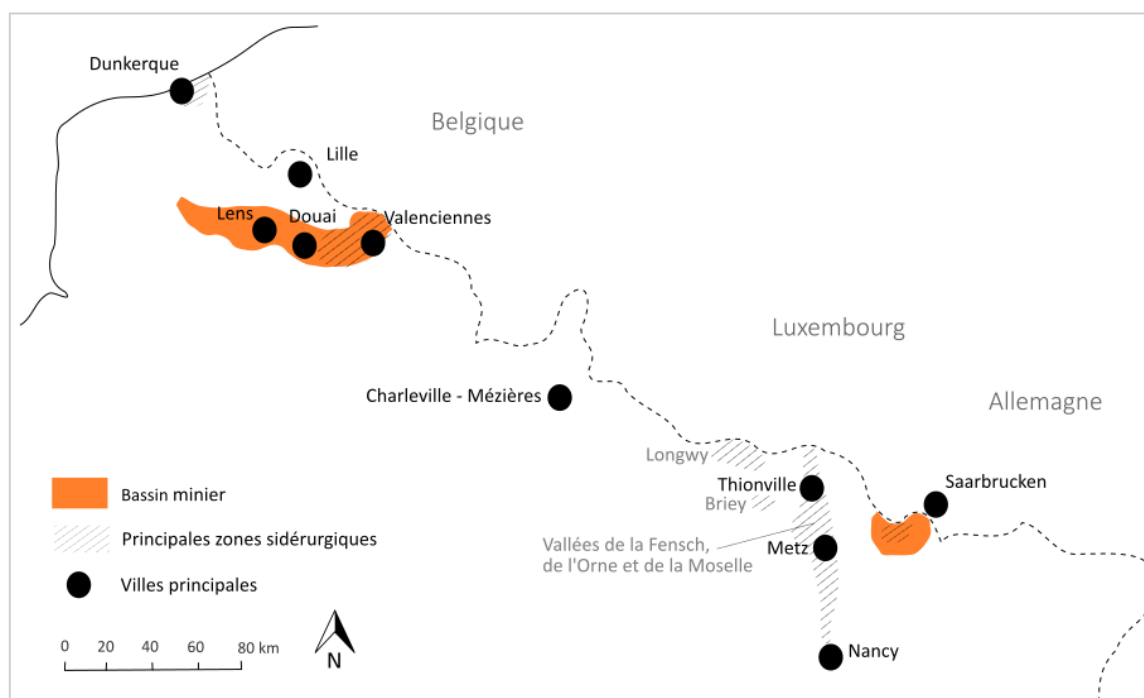 Dunkerque
Belgique
Lille
Lens
Douai
Valenciennes
Luxembourg
Charleville - Mézières
Allemagne
Longwy
Thionville
Saarbrucken
Briey
Bassin minier
Principales zones sidérurgiques
Vallées de la Fensch,
de l'Orne et de la Moselle
Metz
Villes principales
0 20 40 60 80 km
N
Nancy